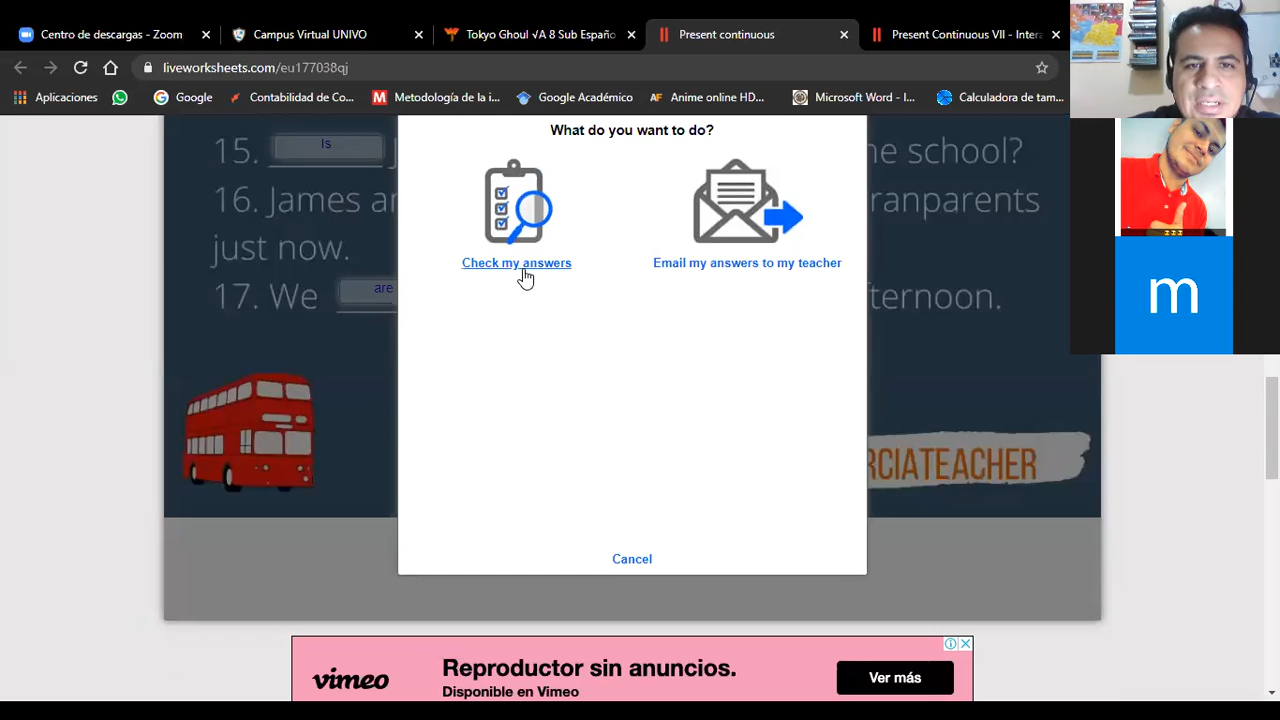 Centro de descargas - Zoom
Campus Virtual UNIVO
Tokyo Ghoul √A 8 Sub Españo
Present continuous
Present Continuous VII - Intera
liveworksheets.com/eu177038qj
Aplicaciones
Google
Contabilidad de Co...
Metodología de la i...
Google Académico
AF
Anime online HD...
Microsoft Word - I...
Calculadora de tam...
What do you want to do?
Check my answers
Email my answers to my teacher
15. Is
he school?
16. James a
ranparents
just now.
17. We are
fternoon.
RCIATEACHER
Cancel
m
vimeo
Reproductor sin anuncios.
Disponible en Vimeo
Ver más